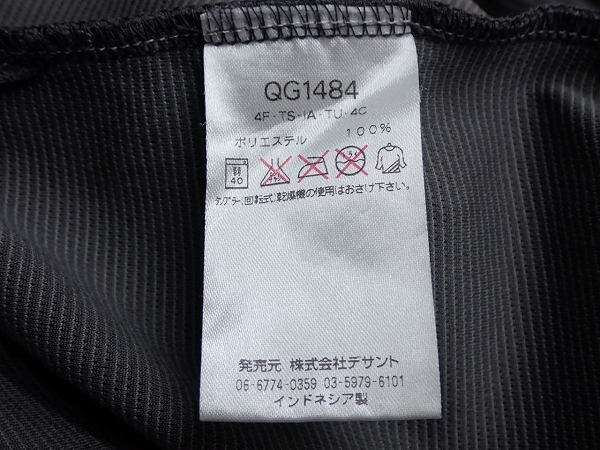 QG1484
4F・TS・IA・TU・4C
ポリエステル 100%
40
タンブラー(回転式)乾燥機の使用はおさけ下さい。
発売元 株式会社デサント
06-6774-0359 03-5979-6101
インドネシア製